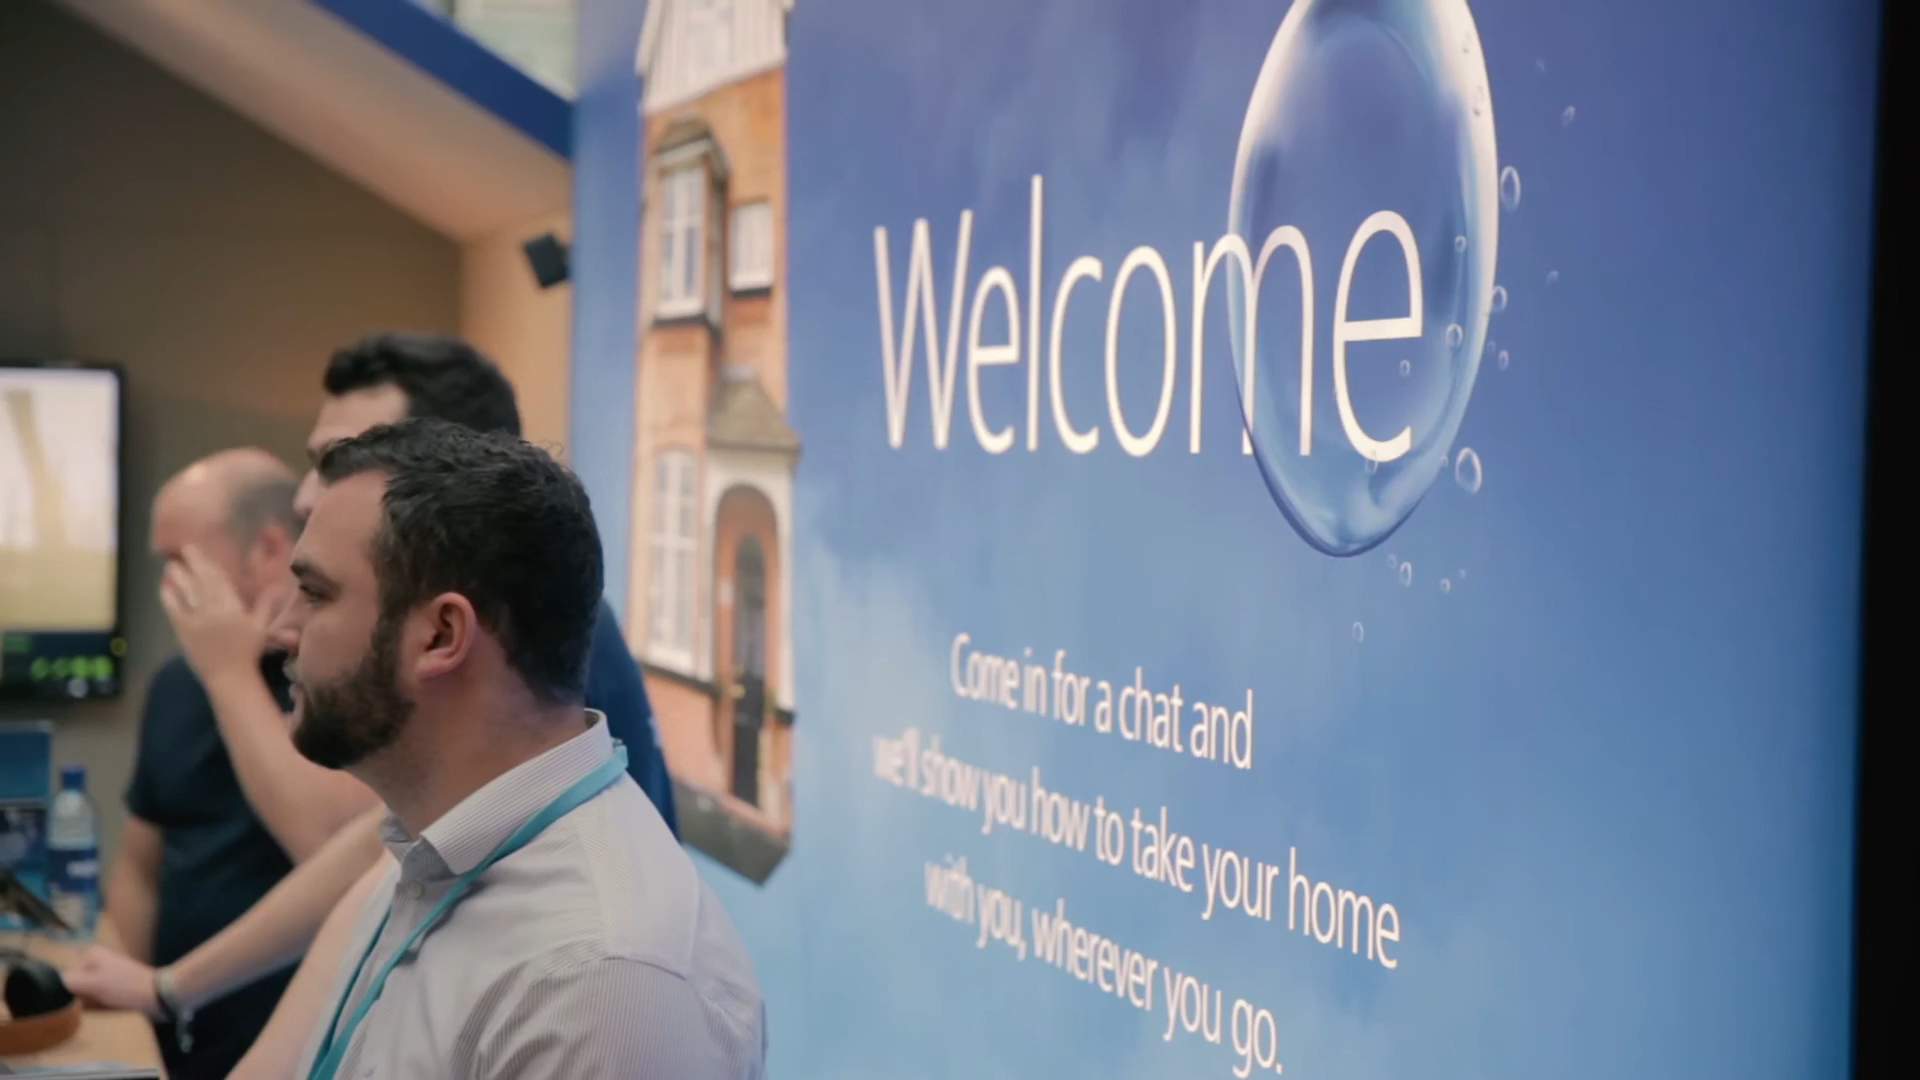 Welcome
Come in for a chat and
we'll show you how to take your home
with you, wherever you go.